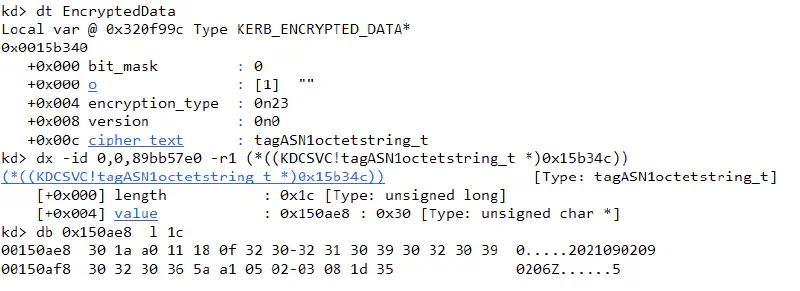 kd> dt EncryptedData
Local var @ 0x320f99c Type KERB_ENCRYPTED_DATA*
0x0015b340
   +0x000 bit_mask         : 0
   +0x000 o                : [1]  ""
   +0x004 encryption_type  : 0n23
   +0x008 version          : 0n0
   +0x00c cipher_text      : tagASN1octetstring_t
kd> dx -id 0,0,89bb57e0 -r1 (*((KDCSVC!tagASN1octetstring_t *)0x15b34c))
(*((KDCSVC!tagASN1octetstring_t *)0x15b34c))                 [Type: tagASN1octetstring_t]
    [+0x000] length           : 0x1c [Type: unsigned long]
    [+0x004] value            : 0x150ae8 : 0x30 [Type: unsigned char *]
kd> db 0x150ae8  l 1c
00150ae8  30 1a a0 11 18 0f 32 30-32 31 30 39 30 32 30 39  0.....2021090209
00150af8  30 32 30 36 5a a1 05 02-03 08 1d 35              0206Z......5